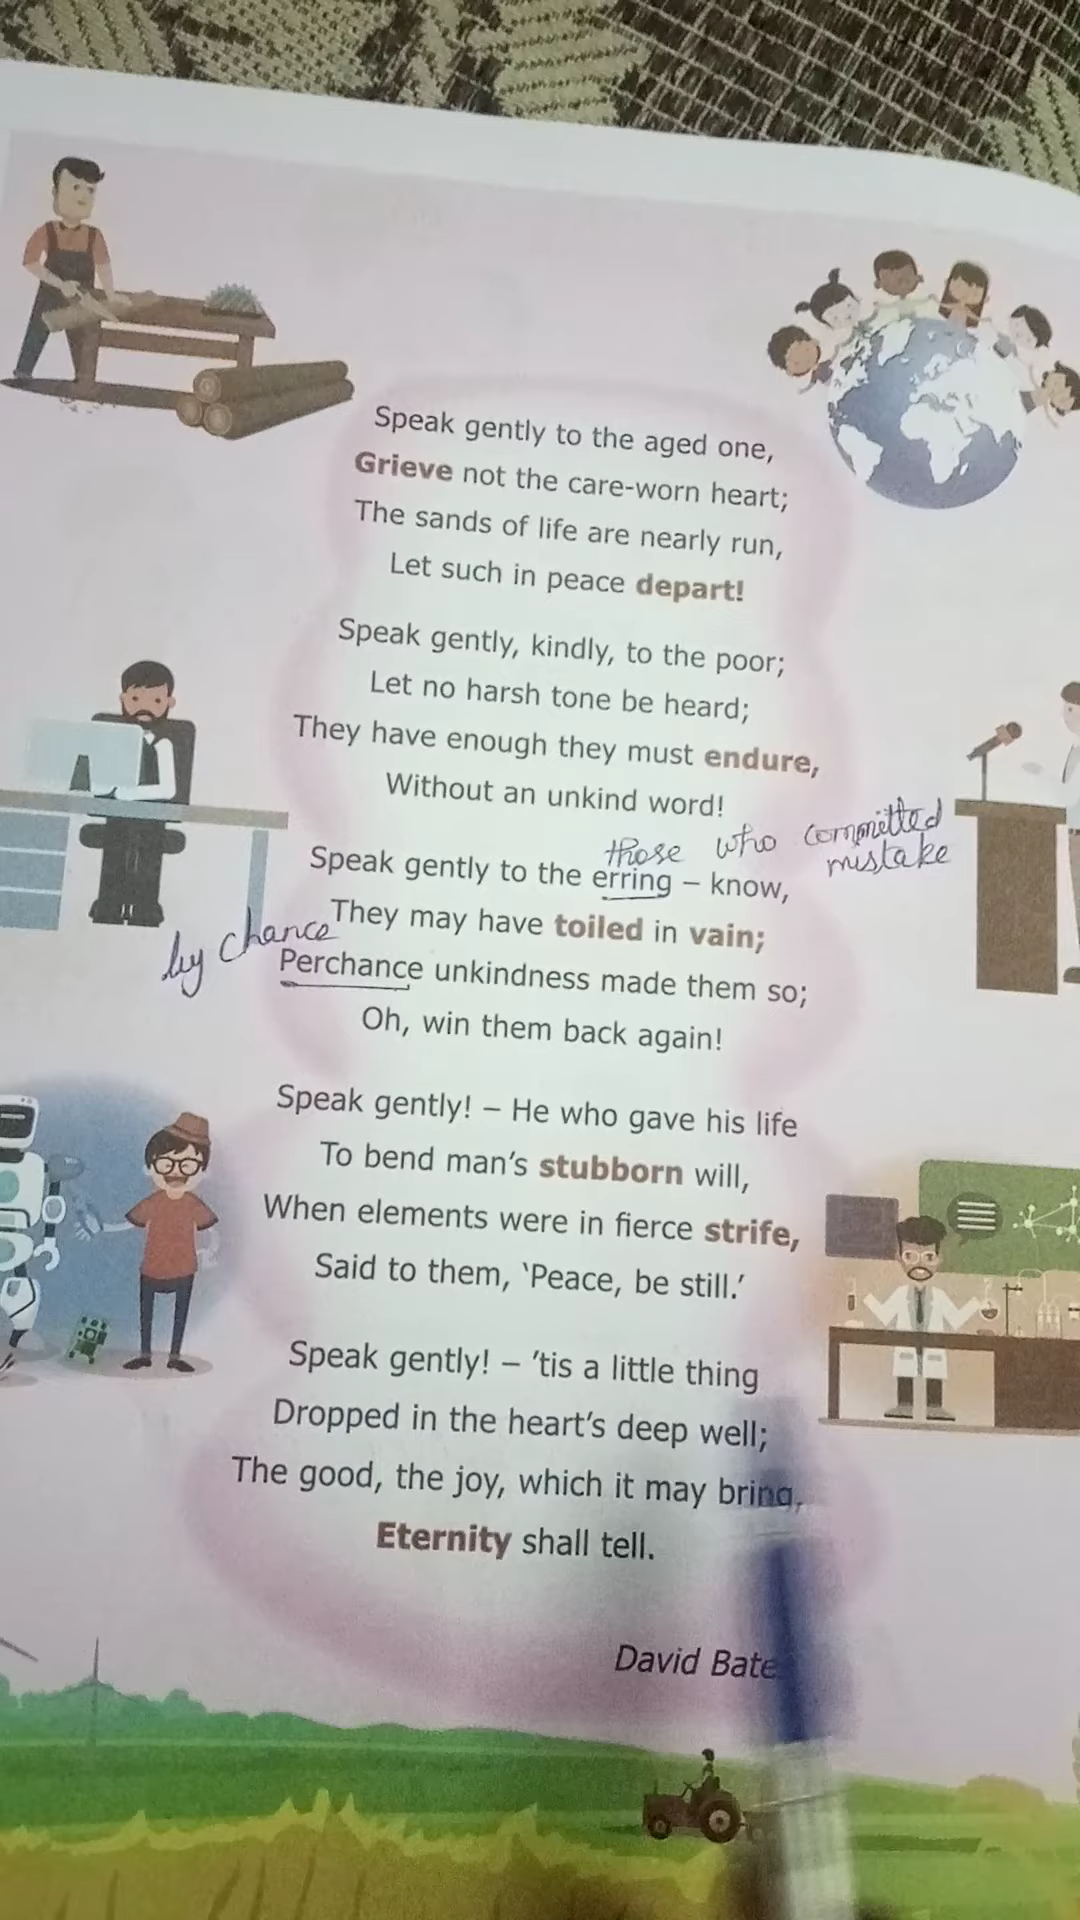 Speak gently to the aged one,
Grieve not the care-worn heart;
The sands of life are nearly run,
Let such in peace depart!
Speak gently, kindly, to the poor;
Let no harsh tone be heard;
They have enough they must endure,
Without an unkind word!
those who committed
mistake
Speak gently to the erring – know,
They may have toiled in vain;
by chance
Perchance unkindness made them so;
Oh, win them back again!
Speak gently! – He who gave his life
To bend man's stubborn will,
When elements were in fierce strife,
Said to them, ‘Peace, be still.’
Speak gently! – ’tis a little thing
Dropped in the heart’s deep well;
The good, the joy, which it may bring,
Eternity shall tell.
David Bate